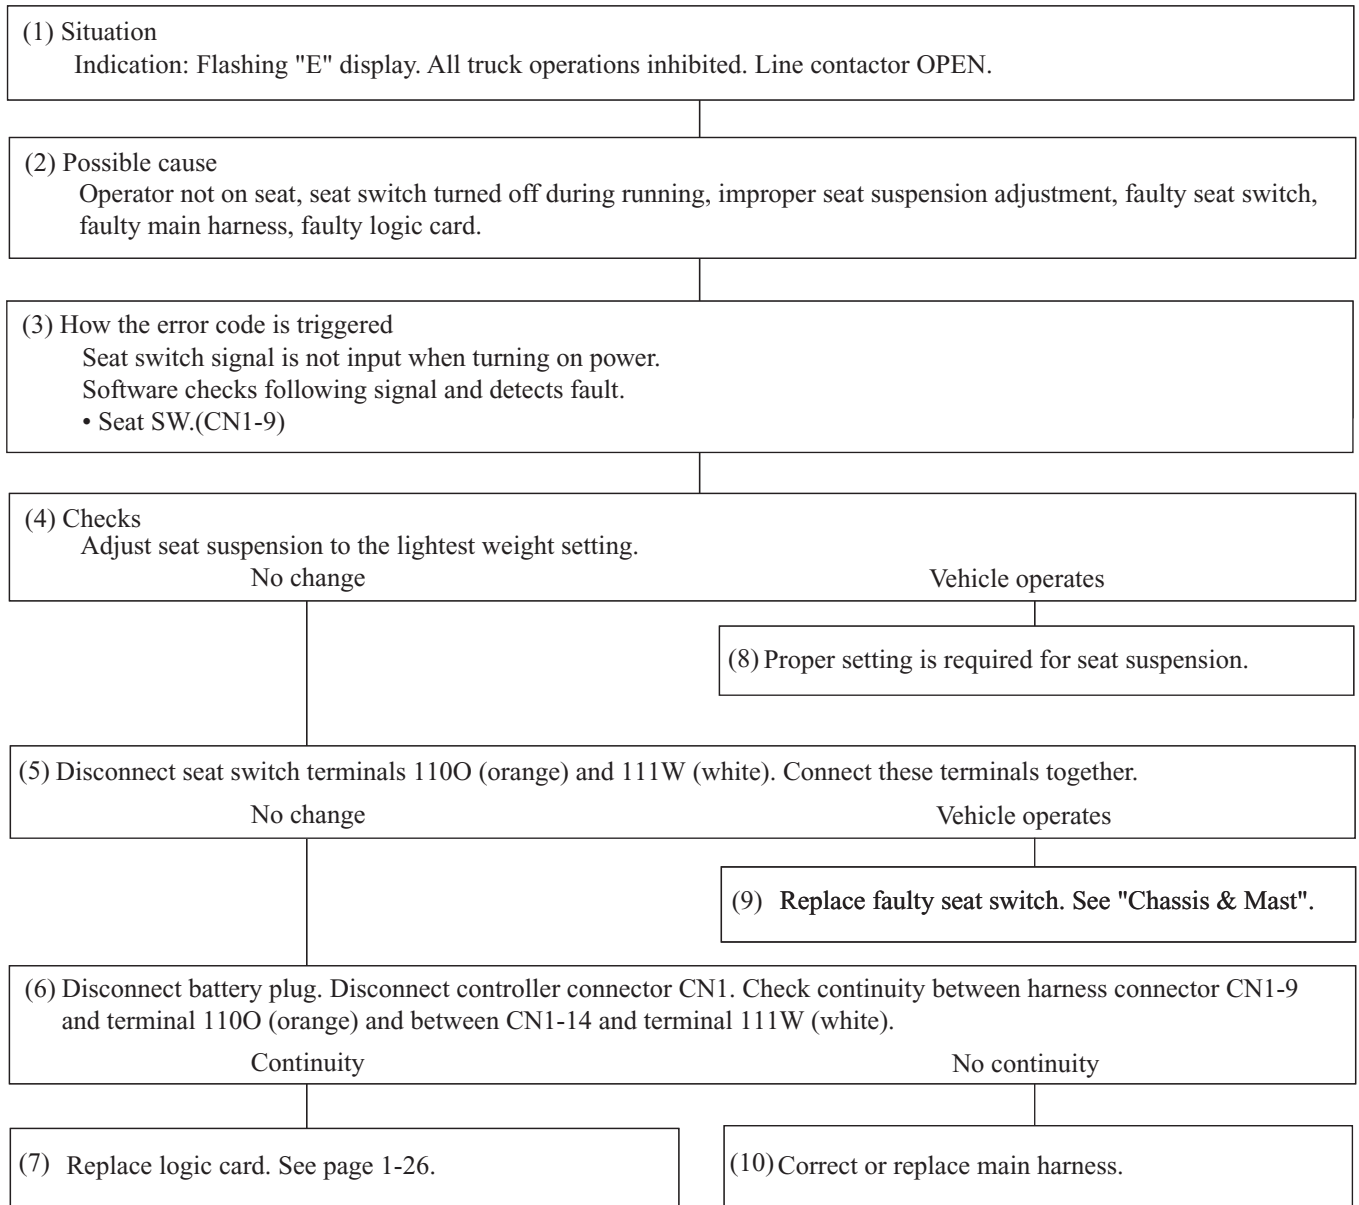 (1) Situation
Indication: Flashing "E" display. All truck operations inhibited. Line contactor OPEN.
(2) Possible cause
Operator not on seat, seat switch turned off during running, improper seat suspension adjustment, faulty seat switch,
faulty main harness, faulty logic card.
(3) How the error code is triggered
Seat switch signal is not input when turning on power.
Software checks following signal and detects fault.
• Seat SW.(CN1-9)
(4) Checks
Adjust seat suspension to the lightest weight setting.
No change
Vehicle operates
(8) Proper setting is required for seat suspension.
(5) Disconnect seat switch terminals 110O (orange) and 111W (white). Connect these terminals together.
No change
Vehicle operates
(9) Replace faulty seat switch. See "Chassis & Mast".
(6) Disconnect battery plug. Disconnect controller connector CN1. Check continuity between harness connector CN1-9
and terminal 110O (orange) and between CN1-14 and terminal 111W (white).
Continuity
No continuity
(7) Replace logic card. See page 1-26.
(10) Correct or replace main harness.